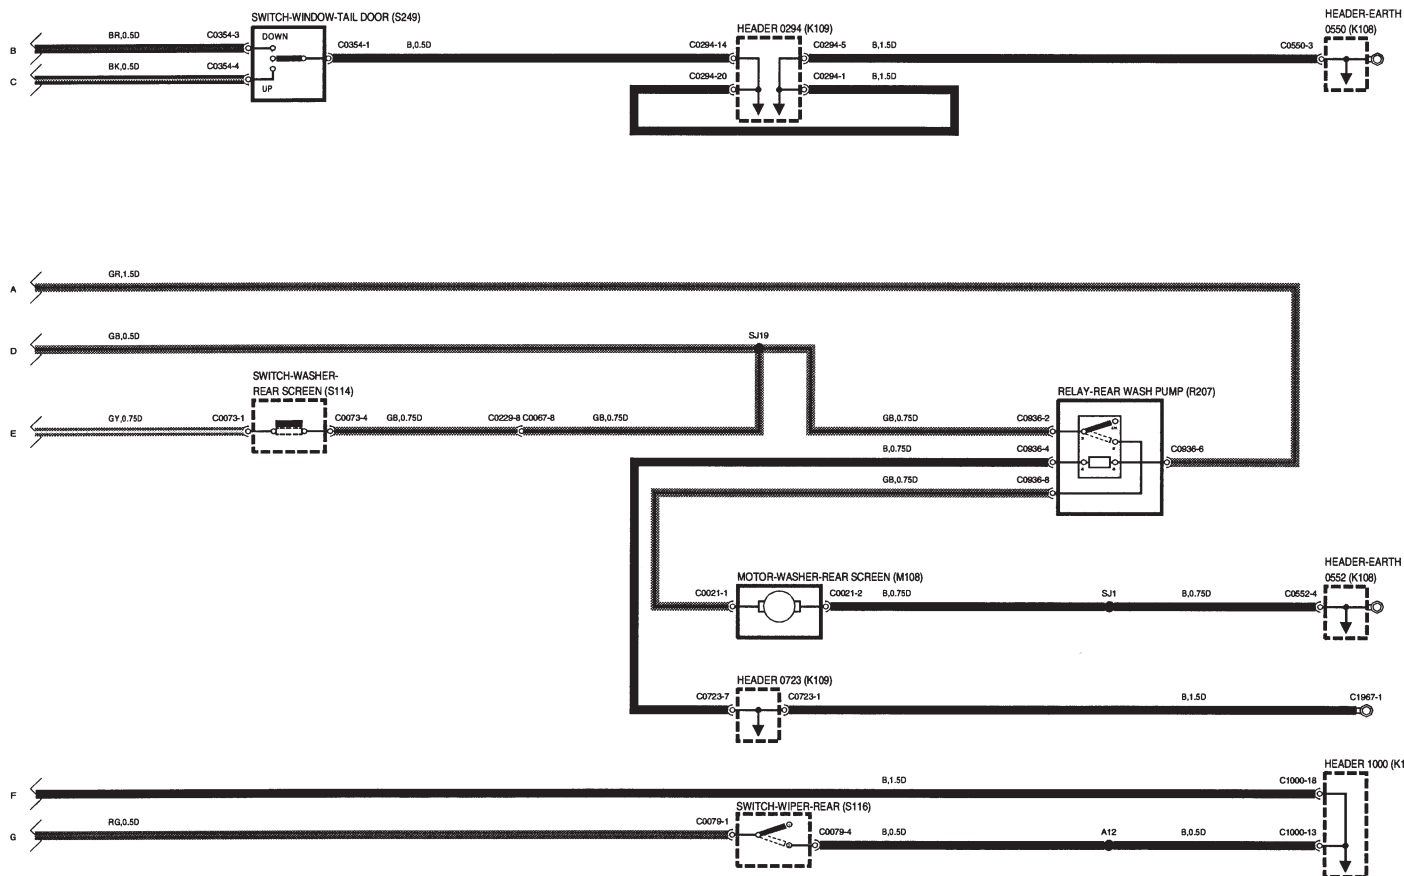 SWITCH-WINDOW-TAIL DOOR (S249)
HEADER-EARTH
0550 (K108)
HEADER 0294 (K109)
B
BR,0.5D
C0354-3
DOWN
C0354-1
B,0.5D
C0294-14
C0294-5
B,1.5D
C0550-3
C
BK,0.5D
C0354-4
UP
C0294-20
C0294-1
B,1.5D
A
GR,1.5D
D
GB,0.5D
SJ19
SWITCH-WASHER-
REAR SCREEN (S114)
RELAY-REAR WASH PUMP (R207)
E
GY,0.75D
C0073-1
C0073-4
GB,0.75D
C0229-8 C0067-8
GB,0.75D
GB,0.75D
C0936-2
B,0.75D
C0936-4
C0936-6
GB,0.75D
C0936-8
HEADER-EARTH
0552 (K108)
MOTOR-WASHER-REAR SCREEN (M108)
C0021-1
C0021-2
B,0.75D
SJ1
B,0.75D
C0552-4
HEADER 0723 (K109)
C0723-7
C0723-1
B,1.5D
C1967-1
HEADER 1000 (K1
F
B,1.5D
C1000-18
SWITCH-WIPER-REAR (S116)
G
RG,0.5D
C0079-1
C0079-4
B,0.5D
A12
B,0.5D
C1000-13